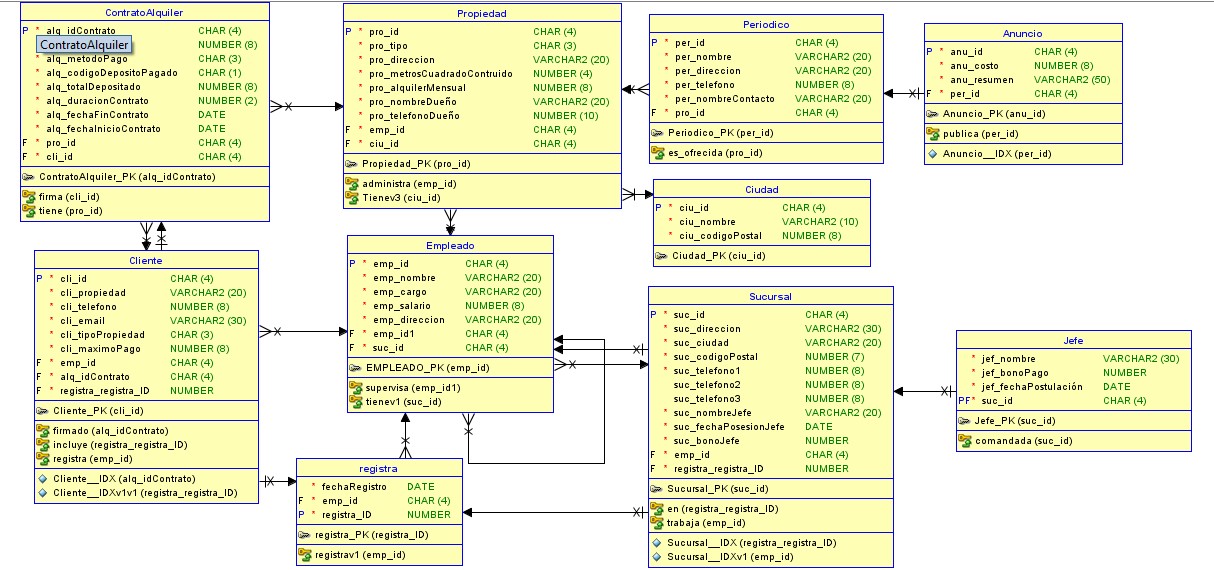 ContratoAlquiler
P * alq_idContrato CHAR (4)
ContratoAlquiler
NUMBER (8)
* alq_metodoPago CHAR (3)
* alq_codigoDepositoPagado CHAR (1)
* alq_totalDepositado NUMBER (8)
* alq_duracionContrato NUMBER (2)
* alq_fechaFinContrato DATE
* alq_fechaInicioContrato DATE
F * pro_id CHAR (4)
F * cli_id CHAR (4)
ContratoAlquiler_PK (alq_idContrato)
firma (cli_id)
tiene (pro_id)
Propiedad
P * pro_id CHAR (4)
* pro_tipo CHAR (3)
* pro_direccion VARCHAR2 (20)
* pro_metrosCuadradoContruido NUMBER (4)
* pro_alquilerMensual NUMBER (8)
* pro_nombreDueño VARCHAR2 (20)
* pro_telefonoDueño NUMBER (10)
F * emp_id CHAR (4)
F * ciu_id CHAR (4)
Propiedad_PK (pro_id)
administra (emp_id)
Tienev3 (ciu_id)
Periodico
P * per_id CHAR (4)
* per_nombre VARCHAR2 (20)
* per_direccion VARCHAR2 (20)
* per_telefono NUMBER (8)
* per_nombreContacto VARCHAR2 (20)
F * pro_id CHAR (4)
Periodico_PK (per_id)
es_ofrecida (pro_id)
Anuncio
P * anu_id CHAR (4)
* anu_costo NUMBER (8)
* anu_resumen VARCHAR2 (50)
F * per_id CHAR (4)
Anuncio_PK (anu_id)
publica (per_id)
Anuncio__IDX (per_id)
Ciudad
P * ciu_id CHAR (4)
* ciu_nombre VARCHAR2 (10)
* ciu_codigoPostal NUMBER (8)
Ciudad_PK (ciu_id)
Cliente
P * cli_id CHAR (4)
* cli_propiedad VARCHAR2 (20)
* cli_telefono NUMBER (8)
* cli_email VARCHAR2 (30)
* cli_tipoPropiedad CHAR (3)
* cli_maximoPago NUMBER (8)
F * emp_id CHAR (4)
F * alq_idContrato CHAR (4)
F * registra_registra_ID NUMBER
Cliente_PK (cli_id)
firmado (alq_idContrato)
incluye (registra_registra_ID)
registra (emp_id)
Cliente__IDX (alq_idContrato)
Cliente__IDXv1v1 (registra_registra_ID)
Empleado
P * emp_id CHAR (4)
* emp_nombre VARCHAR2 (20)
* emp_cargo VARCHAR2 (20)
* emp_salario NUMBER (8)
* emp_direccion VARCHAR2 (20)
F * emp_id1 CHAR (4)
F * suc_id CHAR (4)
EMPLEADO_PK (emp_id)
supervisa (emp_id1)
tienev1 (suc_id)
Sucursal
P * suc_id CHAR (4)
* suc_direccion VARCHAR2 (30)
* suc_ciudad VARCHAR2 (20)
* suc_codigoPostal NUMBER (7)
* suc_telefono1 NUMBER (8)
suc_telefono2 NUMBER (8)
suc_telefono3 NUMBER (8)
* suc_nombreJefe VARCHAR2 (20)
* suc_fechaPosesionJefe DATE
* suc_bonoJefe NUMBER
F * emp_id CHAR (4)
F * registra_registra_ID NUMBER
Sucursal_PK (suc_id)
en (registra_registra_ID)
trabaja (emp_id)
Sucursal__IDX (registra_registra_ID)
Sucursal__IDXv1 (emp_id)
Jefe
* jef_nombre VARCHAR2 (30)
* jef_bonoPago NUMBER
* jef_fechaPostulación DATE
PF * suc_id CHAR (4)
Jefe_PK (suc_id)
comandada (suc_id)
registra
* fechaRegistro DATE
F * emp_id CHAR (4)
P * registra_ID NUMBER
registra_PK (registra_ID)
registrav1 (emp_id)